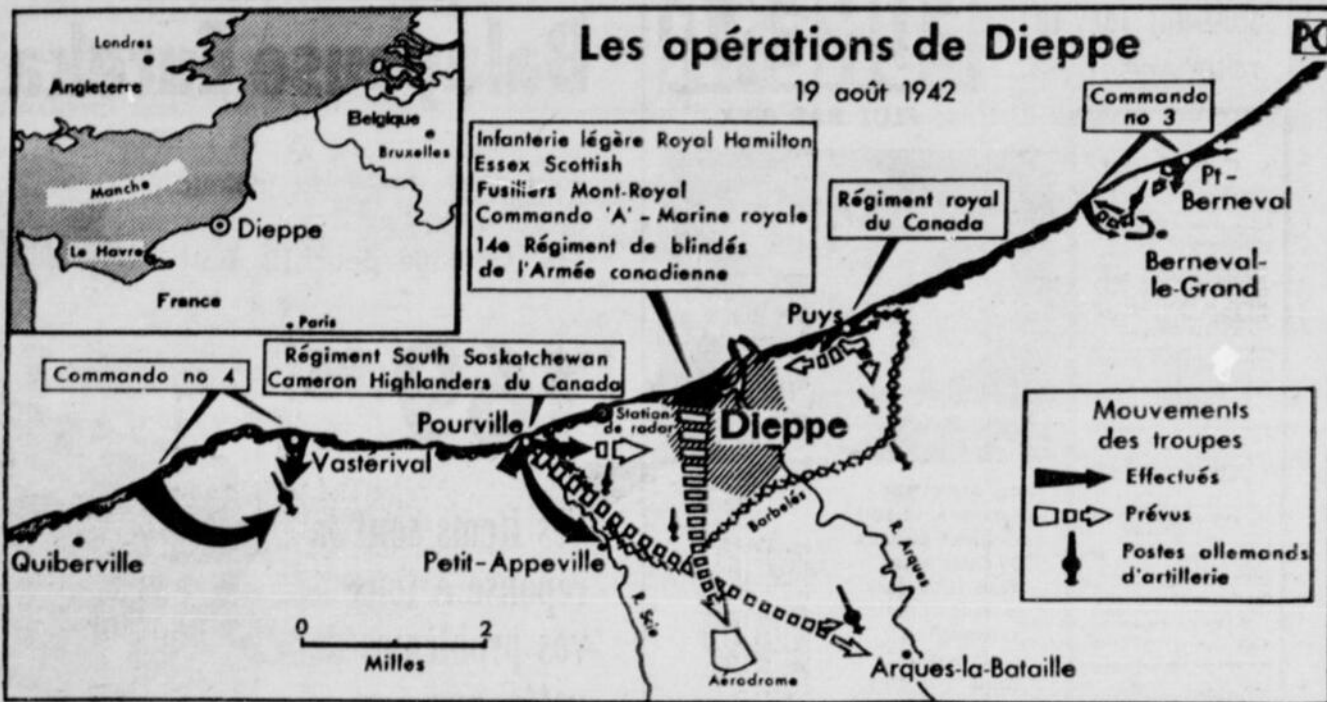 Les opérations de Dieppe
19 août 1942
PC
Londres
Angleterre
Belgique
Bruxelles
Manche
Dieppe
Le Havre
France
Paris
Infanterie légère Royal Hamilton
Essex Scottish
Fusiliers Mont-Royal
Commando 'A' - Marine royale
14e Régiment de blindés
de l'Armée canadienne
Régiment royal
du Canada
Commando
no 3
Pt-
Berneval
Berneval-
le-Grand
Puys
Commando no 4
Régiment South Saskatchewan
Cameron Highlanders du Canada
Pourville
Station
de radar
Dieppe
Vastérival
Barbelés
R. Arques
Quiberville
Petit-Appeville
R. Scie
0 2
Milles
Aérodrome
Arques-la-Bataille
Mouvements
des troupes
Effectués
Prévus
Postes allemands
d'artillerie